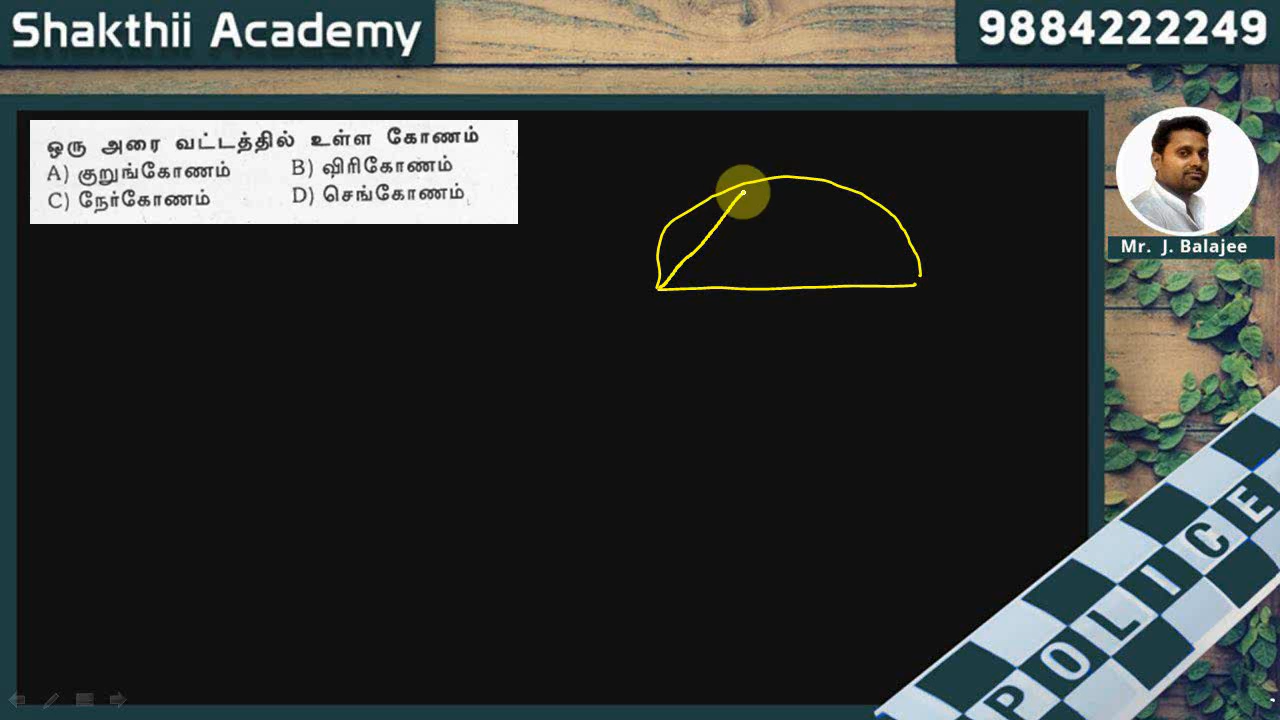 Shakthii Academy
9884222249
ஒரு அரை வட்டத்தில் உள்ள கோணம்
A) குறுங்கோணம் B) விரிகோணம்
C) நேர்கோணம் D) செங்கோணம்
Mr. J. Balajee
POLICE